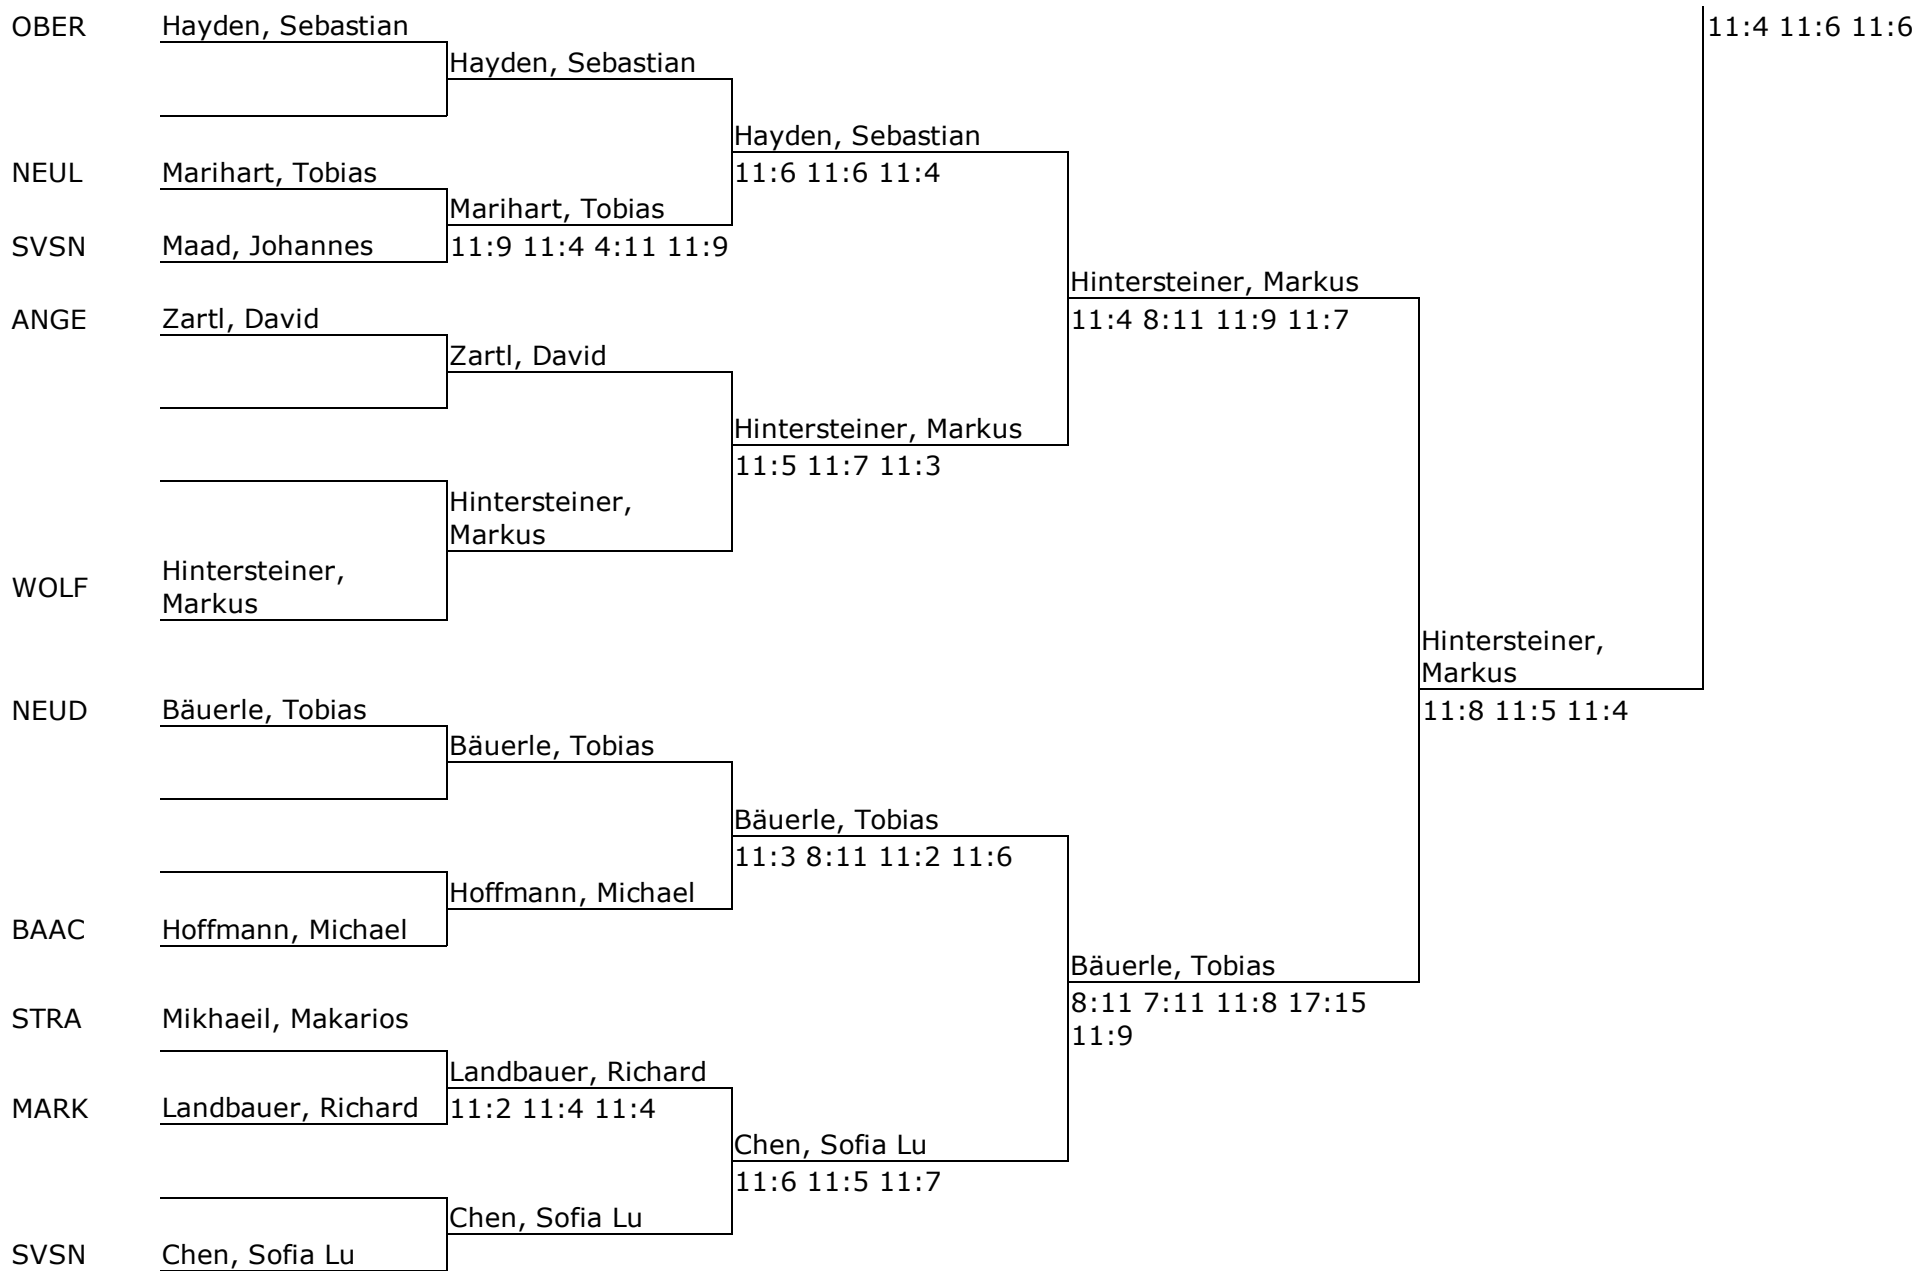 OBER Hayden, Sebastian 11:4 11:6 11:6
Hayden, Sebastian
Hayden, Sebastian
NEUL Marihart, Tobias 11:6 11:6 11:4
Marihart, Tobias
SVSN Maad, Johannes 11:9 11:4 4:11 11:9
Hintersteiner, Markus
ANGE Zartl, David 11:4 8:11 11:9 11:7
Zartl, David
Hintersteiner, Markus
11:5 11:7 11:3
Hintersteiner,
Markus
Hintersteiner,
WOLF Markus
Hintersteiner,
Markus
NEUD Bäuerle, Tobias 11:8 11:5 11:4
Bäuerle, Tobias
Bäuerle, Tobias
11:3 8:11 11:2 11:6
Hoffmann, Michael
BAAC Hoffmann, Michael
Bäuerle, Tobias
8:11 7:11 11:8 17:15
STRA Mikhaeil, Makarios
11:9
Landbauer, Richard
MARK Landbauer, Richard 11:2 11:4 11:4
Chen, Sofia Lu
11:6 11:5 11:7
Chen, Sofia Lu
SVSN Chen, Sofia Lu